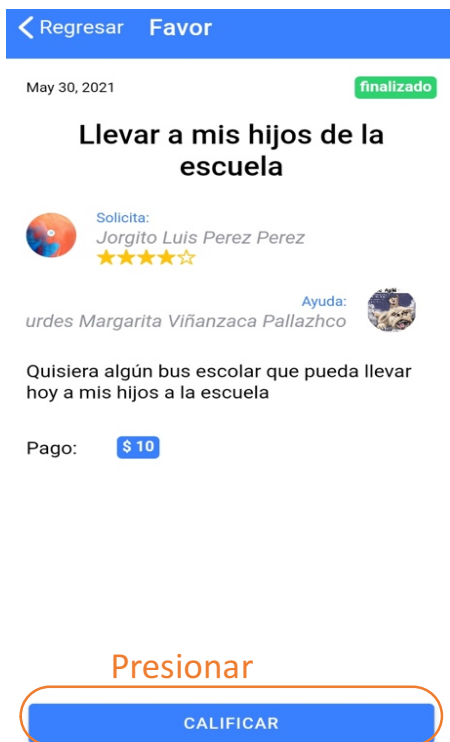 Regresar Favor
May 30, 2021 finalizado
Llevar a mis hijos de la
escuela
Solicita:
Jorgito Luis Perez Perez
Ayuda:
urdes Margarita Viñanzaca Pallazhco
Quisiera algún bus escolar que pueda llevar
hoy a mis hijos a la escuela
Pago: $ 10
Presionar
CALIFICAR